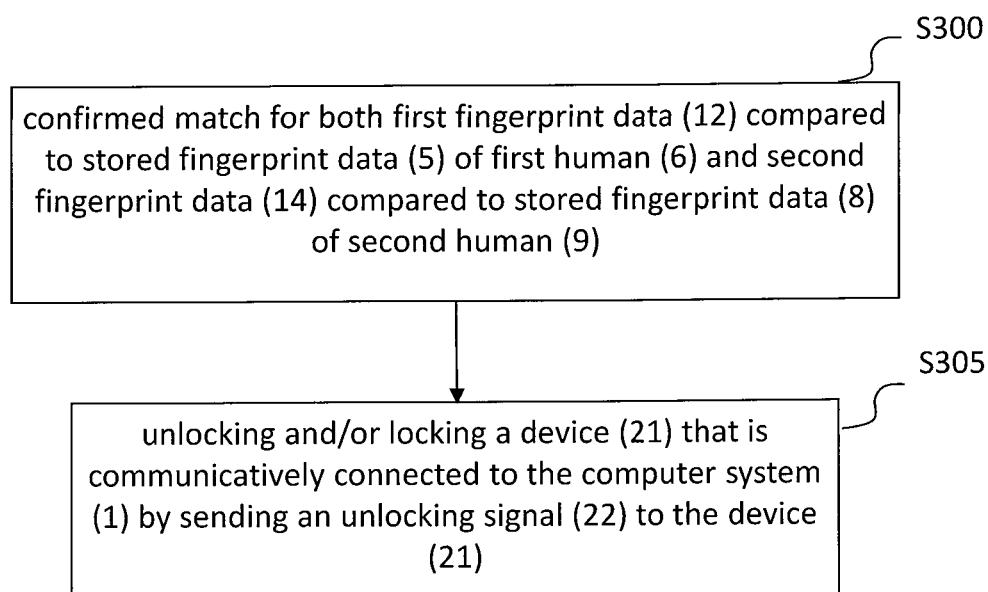 S300
confirmed match for both first fingerprint data (12) compared
to stored fingerprint data (5) of first human (6) and second
fingerprint data (14) compared to stored fingerprint data (8)
of second human (9)
S305
unlocking and/or locking a device (21) that is
communicatively connected to the computer system
(1) by sending an unlocking signal (22) to the device
(21)